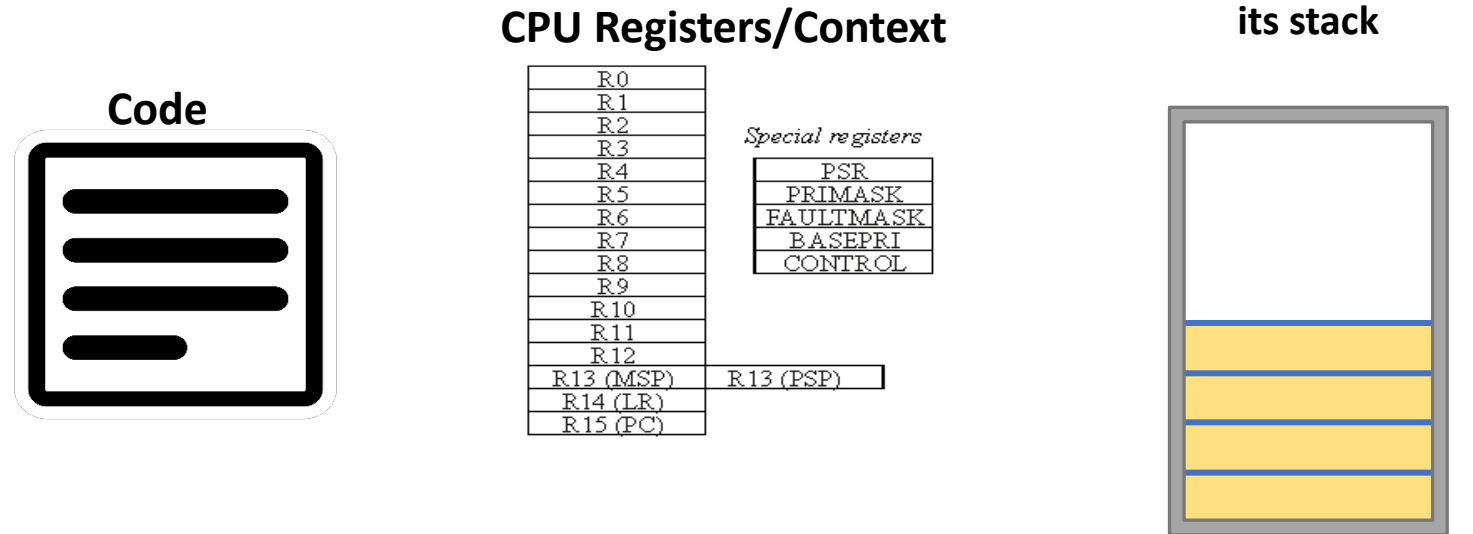 CPU Registers/Context
its stack
Code
R0
R1
R2
R3
R4
R5
R6
R7
R8
R9
R10
R11
R12
R13 (MSP) R13 (PSP)
R14 (LR)
R15 (PC)
Special registers
PSR
PRIMASK
FAULTMASK
BASEPRI
CONTROL